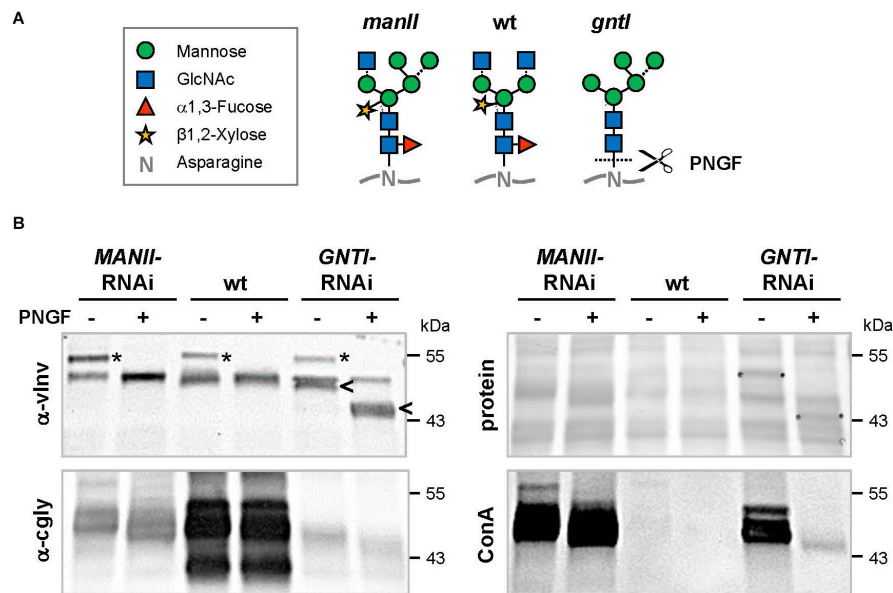 A
manII
wt
gntI
Mannose
GlcNAc
α1,3-Fucose
β1,2-Xylose
N Asparagine
N
N
N
PNGF
B
MANII-
RNAi
wt
GNTI-
RNAi
PNGF - + - + - +
kDa
α-vInv
* * *
<
<
55
43
α-cgly
55
43
MANII-
RNAi
wt
GNTI-
RNAi
- + - + - +
kDa
protein
55
43
ConA
55
43